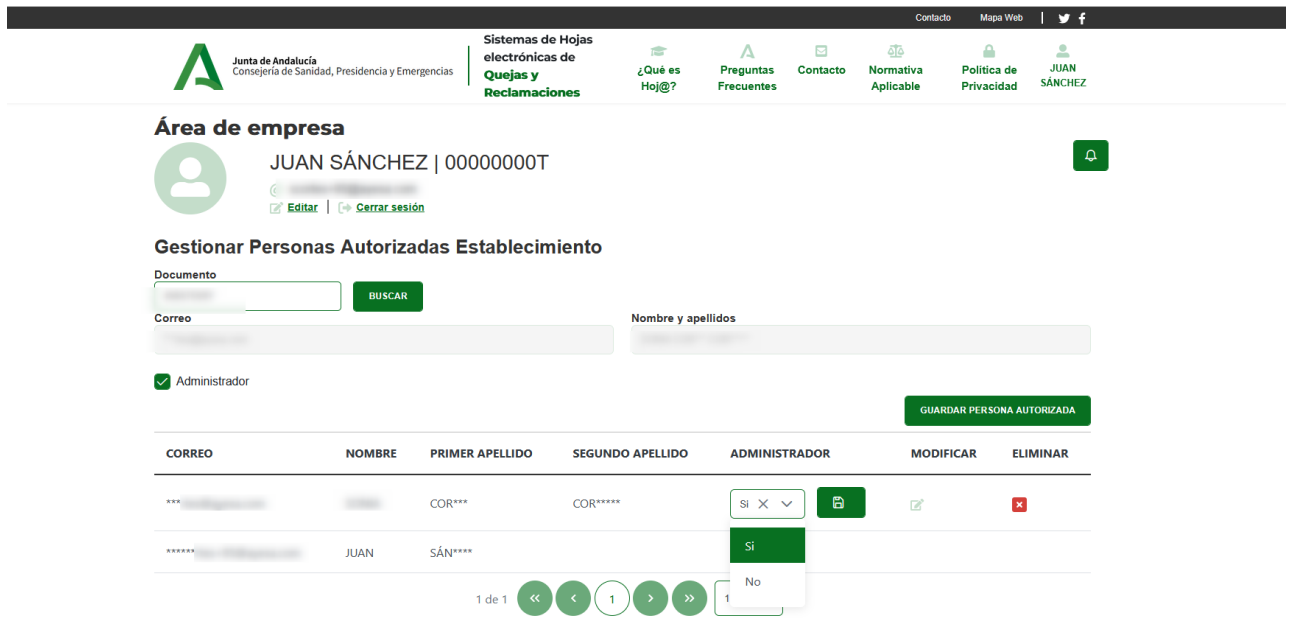 Contacto Mapa Web
Junta de Andalucía
Consejería de Sanidad, Presidencia y Emergencias
Sistemas de Hojas
electrónicas de
Quejas y
Reclamaciones
¿Qué es
Hoj@?
Preguntas
Frecuentes
Contacto
Normativa
Aplicable
Política de
Privacidad
JUAN
SÁNCHEZ
Área de empresa
JUAN SÁNCHEZ | 00000000T
Editar | Cerrar sesión
Gestionar Personas Autorizadas Establecimiento
Documento
BUSCAR
Correo Nombre y apellidos
Administrador
GUARDAR PERSONA AUTORIZADA
CORREO NOMBRE PRIMER APELLIDO SEGUNDO APELLIDO ADMINISTRADOR MODIFICAR ELIMINAR
*** COR*** COR***** Si
Si
****** JUAN SÁN****
No
1 de 1 « ‹ 1 › » 1